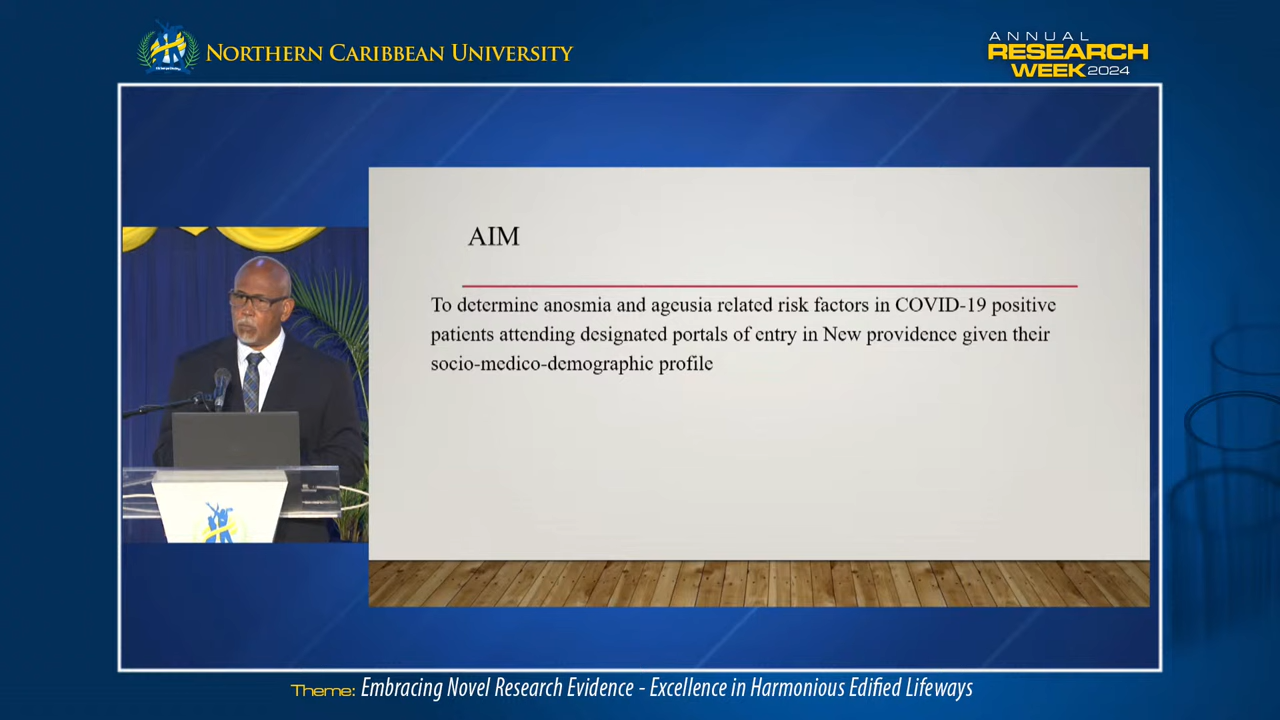 NORTHERN CARIBBEAN UNIVERSITY
ANNUAL
RESEARCH
WEEK 2024
AIM
To determine anosmia and ageusia related risk factors in COVID-19 positive
patients attending designated portals of entry in New providence given their
socio-medico-demographic profile
Theme: Embracing Novel Research Evidence - Excellence in Harmonious Edified Lifeways